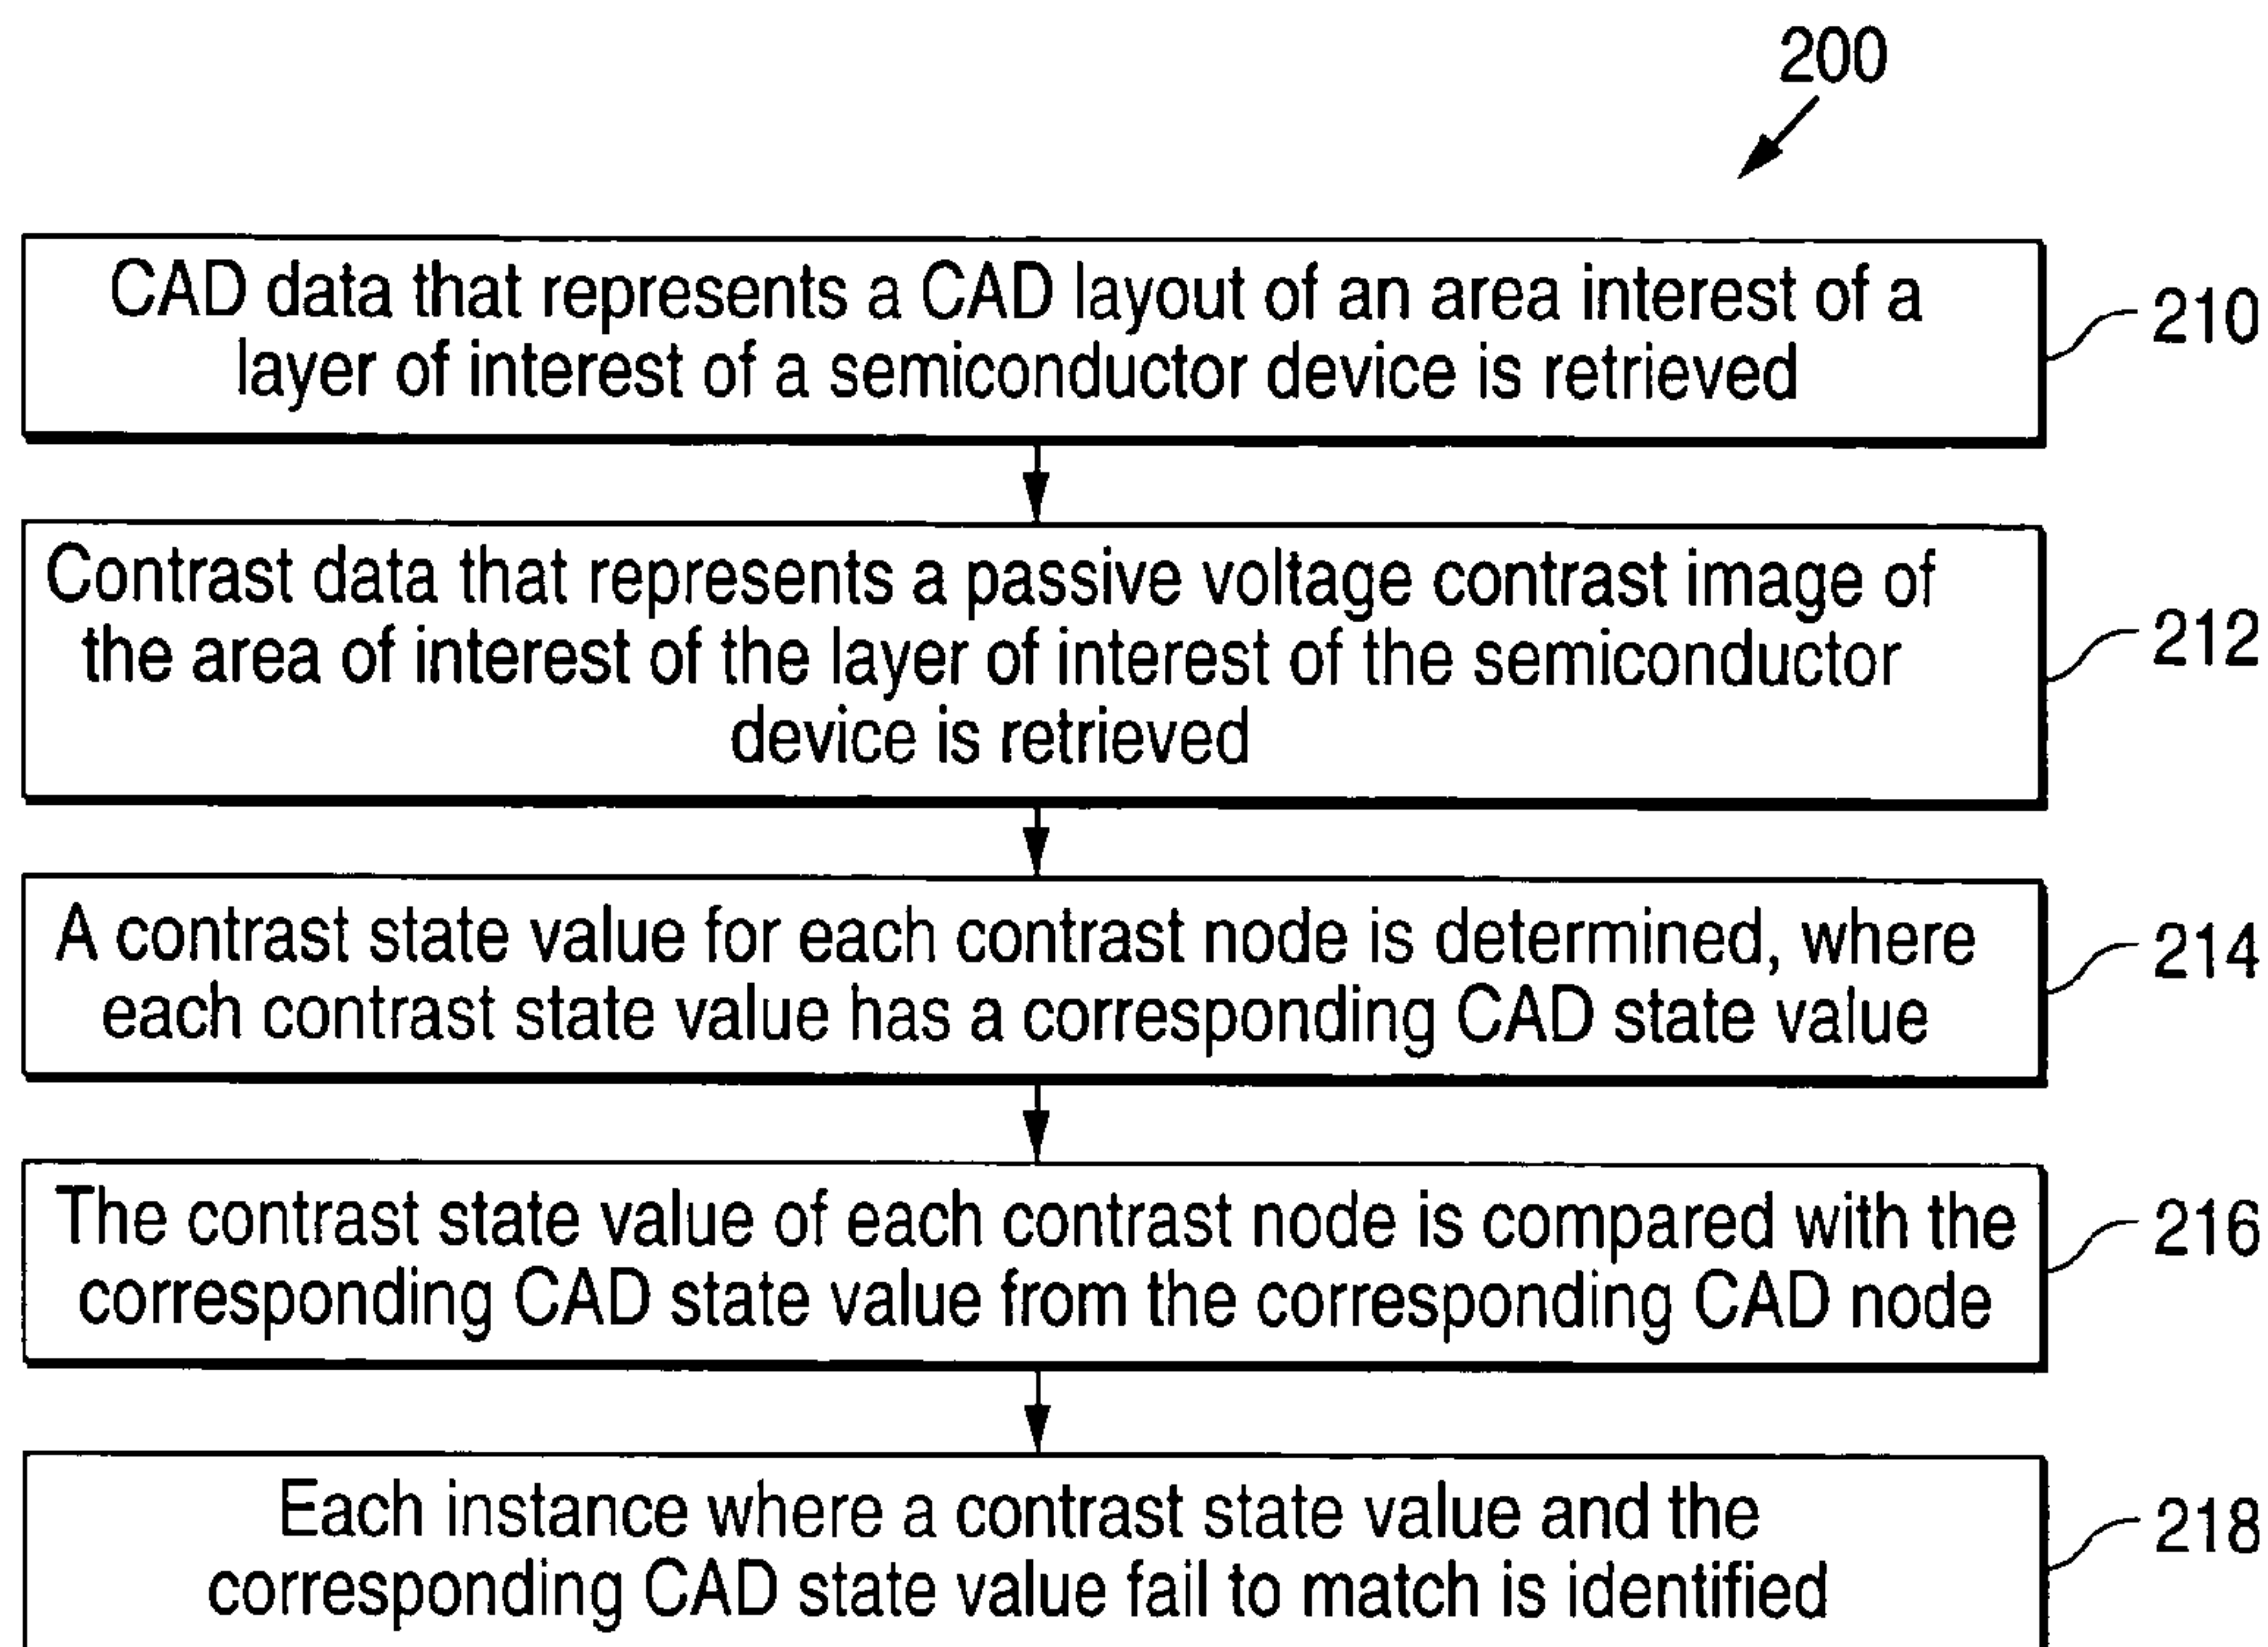 200
CAD data that represents a CAD layout of an area interest of a
layer of interest of a semiconductor device is retrieved
210
Contrast data that represents a passive voltage contrast image of
the area of interest of the layer of interest of the semiconductor
device is retrieved
212
A contrast state value for each contrast node is determined, where
each contrast state value has a corresponding CAD state value
214
The contrast state value of each contrast node is compared with the
corresponding CAD state value from the corresponding CAD node
216
Each instance where a contrast state value and the
corresponding CAD state value fail to match is identified
218